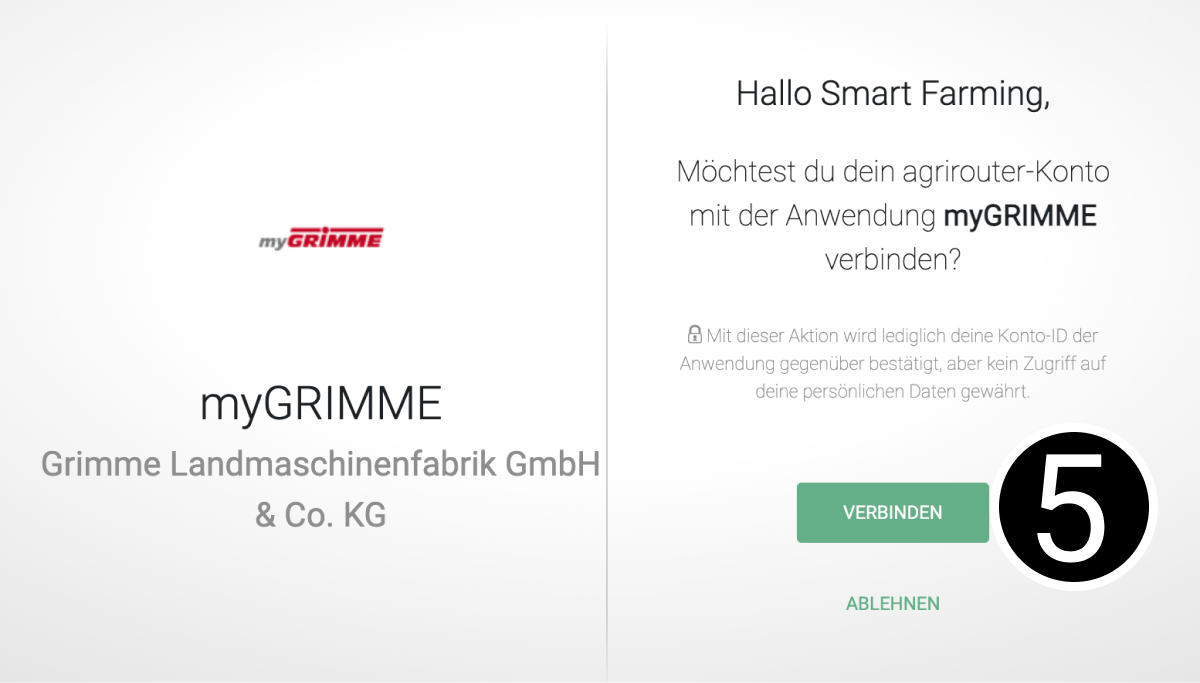 myGRIMME
myGRIMME
Grimme Landmaschinenfabrik GmbH
& Co. KG
Hallo Smart Farming,
Möchtest du dein agrirouter-Konto
mit der Anwendung myGRIMME
verbinden?
Mit dieser Aktion wird lediglich deine Konto-ID der
Anwendung gegenüber bestätigt, aber kein Zugriff auf
deine persönlichen Daten gewährt.
VERBINDEN
5
ABLEHNEN